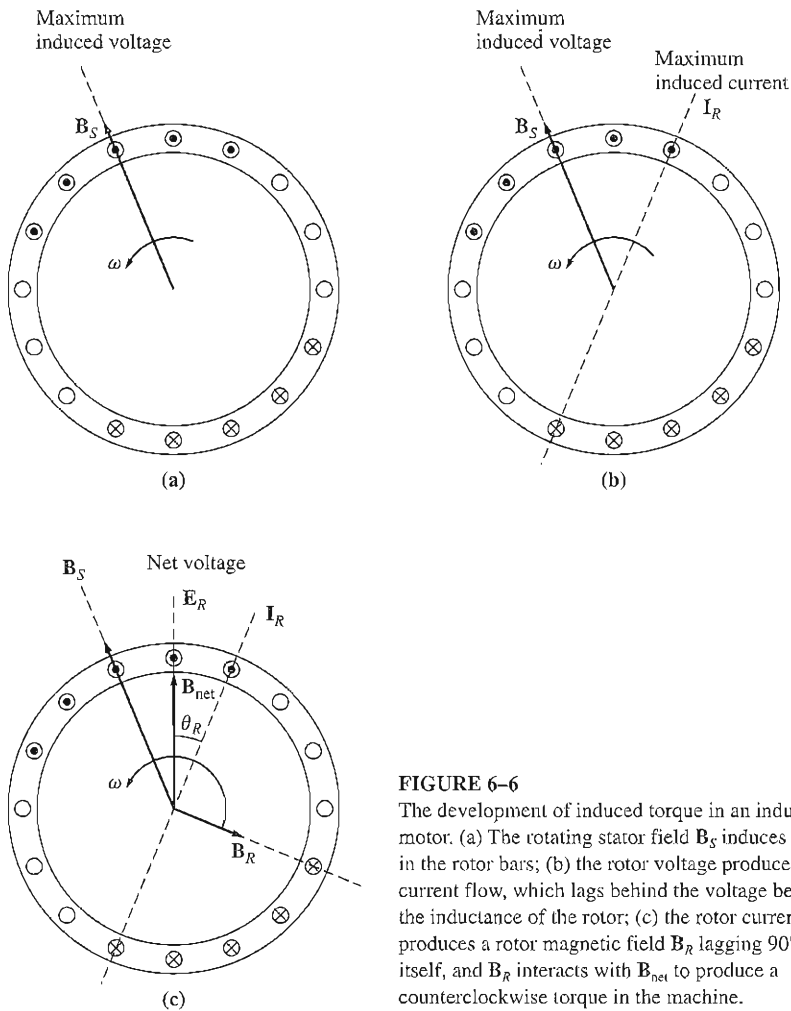 Maximum
induced voltage
B_S
ω
(a)
Maximum
induced voltage
Maximum
induced current
I_R
B_S
ω
(b)
B_S
Net voltage
E_R
I_R
B_net
θ_R
ω
B_R
(c)
FIGURE 6–6
The development of induced torque in an indu
motor. (a) The rotating stator field B_S induces
in the rotor bars; (b) the rotor voltage produce
current flow, which lags behind the voltage be
the inductance of the rotor; (c) the rotor curren
produces a rotor magnetic field B_R lagging 90°
itself, and B_R interacts with B_net to produce a
counterclockwise torque in the machine.